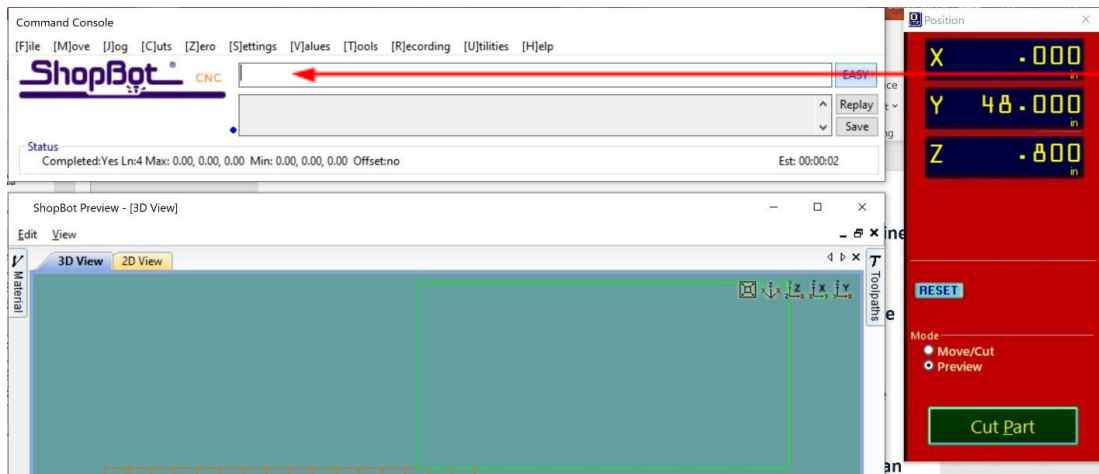 Command Console
[F]ile [M]ove [J]og [C]uts [Z]ero [S]ettings [V]alues [T]ools [R]ecording [U]tilities [H]elp
ShopBot® CNC
EASY
Replay
Save
Status
Completed:Yes Ln:4 Max: 0.00, 0.00, 0.00 Min: 0.00, 0.00, 0.00 Offset:no Est: 00:00:02
ShopBot Preview - [3D View]
Edit View
3D View 2D View
Material
Toolpaths
Z X Y
Position
X .000
in
Y 48.000
in
Z .800
in
RESET
Mode
Move/Cut
Preview
Cut Part